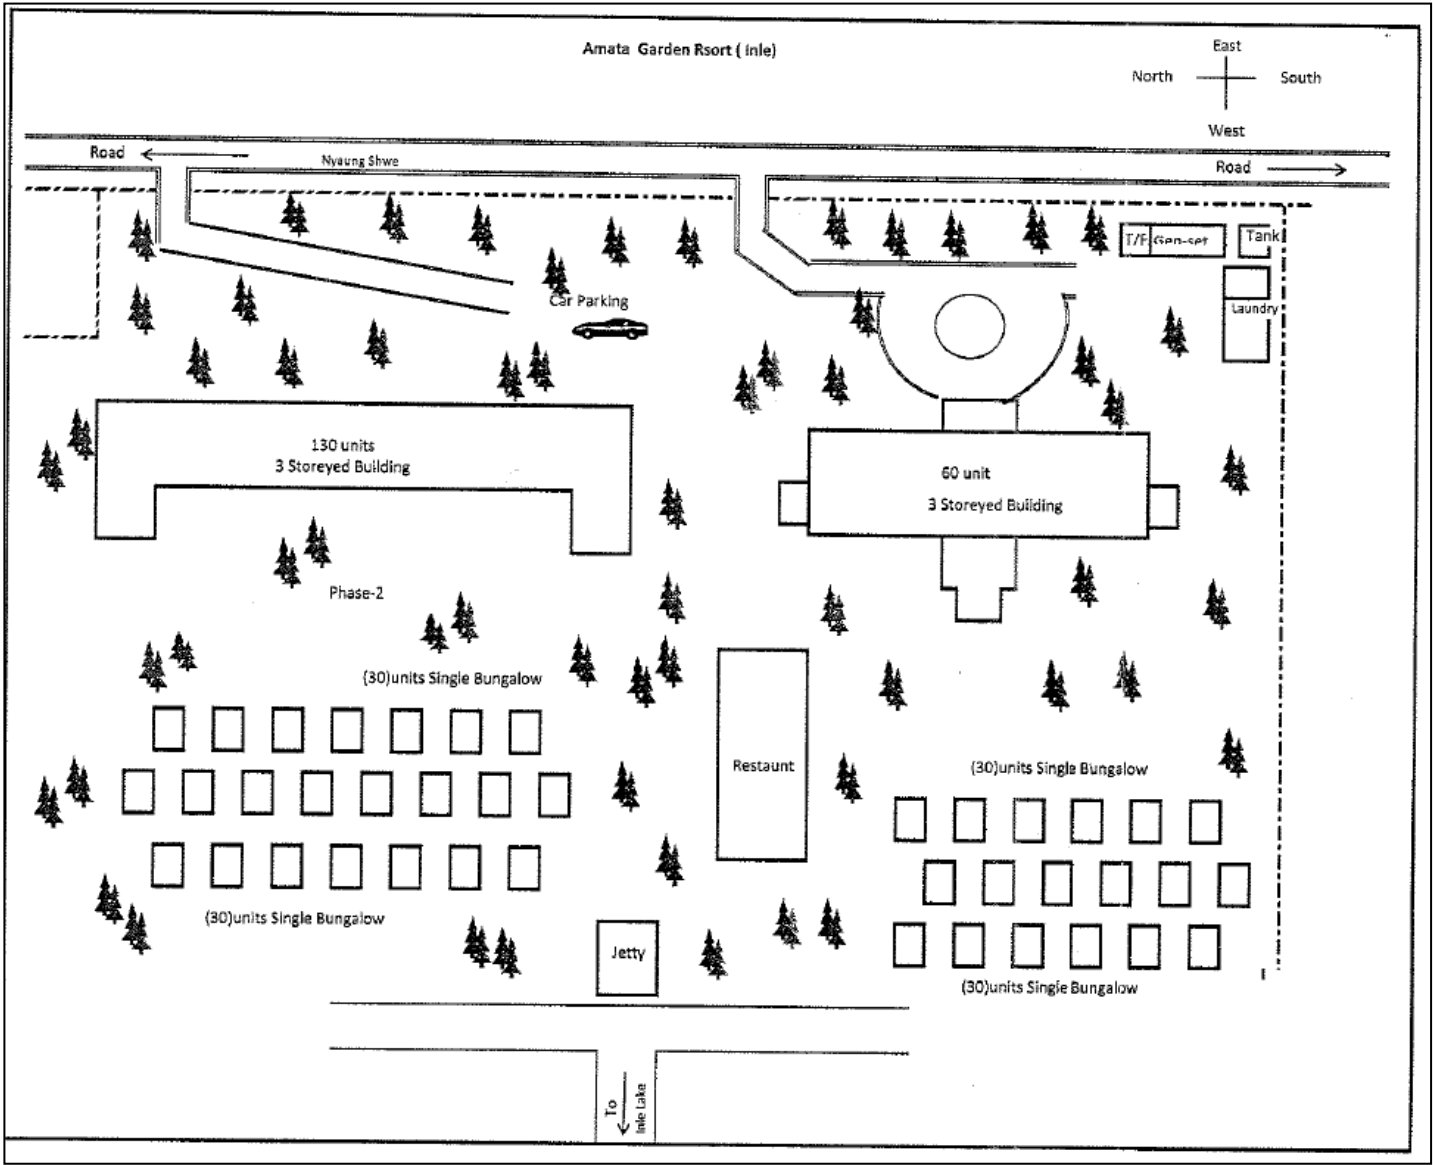 Amata Garden Rsort ( inle)
East
North
South
West
Road
Nyaung Shwe
Road
T/F
Gen-set
Tank
Laundry
Car Parking
130 units
3 Storeyed Building
60 unit
3 Storeyed Building
Phase-2
(30)units Single Bungalow
Restaunt
(30)units Single Bungalow
(30)units Single Bungalow
Jetty
(30)units Single Bungalow
To
Inle Lake